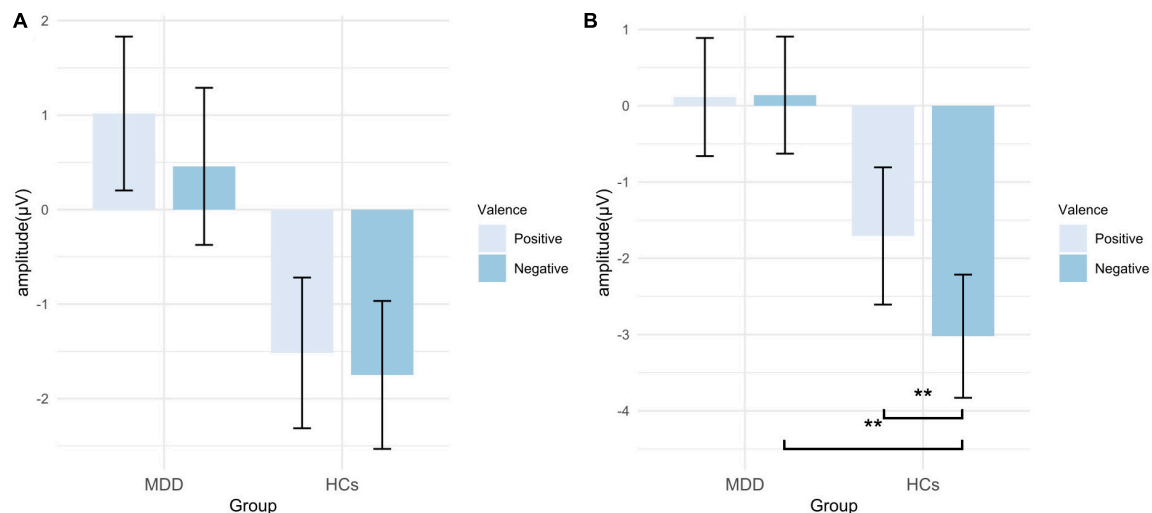 A
2
1
0
-1
-2
amplitude(μV)
MDD
HCs
Group
Valence
Positive
Negative
B
1
0
-1
-2
-3
-4
amplitude(μV)
**
**
MDD
HCs
Group
Valence
Positive
Negative